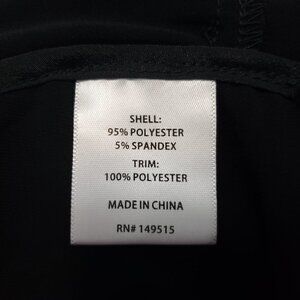 SHELL:
95% POLYESTER
5% SPANDEX
TRIM:
100% POLYESTER
MADE IN CHINA
RN# 149515